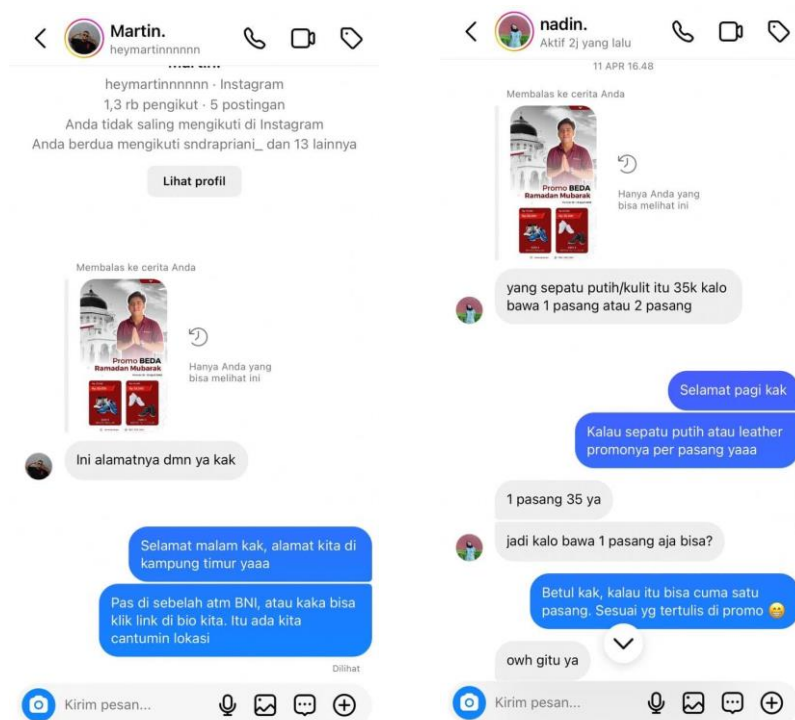 Martin.
heymartinnnnnn
heymartinnnnnn · Instagram
1,3 rb pengikut · 5 postingan
Anda tidak saling mengikuti di Instagram
Anda berdua mengikuti sndrapriani_ dan 13 lainnya
Lihat profil
Membalas ke cerita Anda
Promo BEDA
Ramadan Mubarak
Hanya Anda yang
bisa melihat ini
Ini alamatnya dmn ya kak
Selamat malam kak, alamat kita di
kampung timur yaaa
Pas di sebelah atm BNI, atau kaka bisa
klik link di bio kita. Itu ada kita
cantumin lokasi
Dilihat
Kirim pesan...
nadin.
Aktif 2j yang lalu
11 APR 16.48
Membalas ke cerita Anda
Promo BEDA
Ramadan Mubarak
Hanya Anda yang
bisa melihat ini
yang sepatu putih/kulit itu 35k kalo
bawa 1 pasang atau 2 pasang
Selamat pagi kak
Kalau sepatu putih atau leather
promonya per pasang yaaa
1 pasang 35 ya
jadi kalo bawa 1 pasang aja bisa?
Betul kak, kalau itu bisa cuma satu
pasang. Sesuai yg tertulis di promo 😁
owh gitu ya
Kirim pesan...